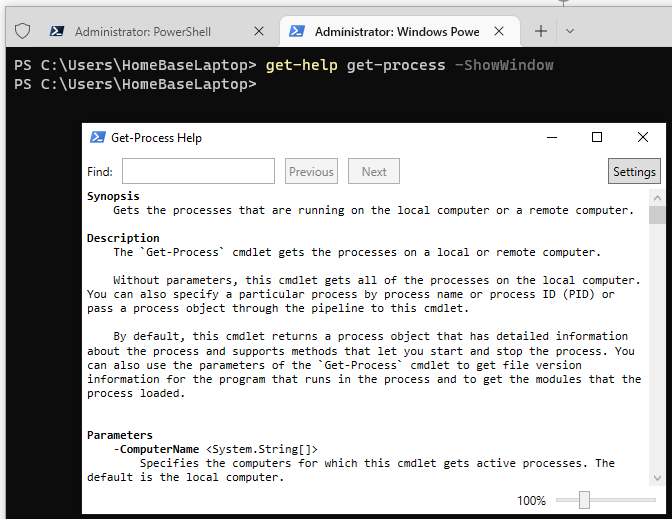 Administrator: PowerShell
Administrator: Windows Powe
PS C:\Users\HomeBaseLaptop> get-help get-process -ShowWindow
PS C:\Users\HomeBaseLaptop>
Get-Process Help
Find:
Previous
Next
Settings
Synopsis
Gets the processes that are running on the local computer or a remote computer.
Description
The `Get-Process` cmdlet gets the processes on a local or remote computer.
Without parameters, this cmdlet gets all of the processes on the local computer.
You can also specify a particular process by process name or process ID (PID) or
pass a process object through the pipeline to this cmdlet.
By default, this cmdlet returns a process object that has detailed information
about the process and supports methods that let you start and stop the process. You
can also use the parameters of the `Get-Process` cmdlet to get file version
information for the program that runs in the process and to get the modules that the
process loaded.
Parameters
-ComputerName <System.String[]>
Specifies the computers for which this cmdlet gets active processes. The
default is the local computer.
100%